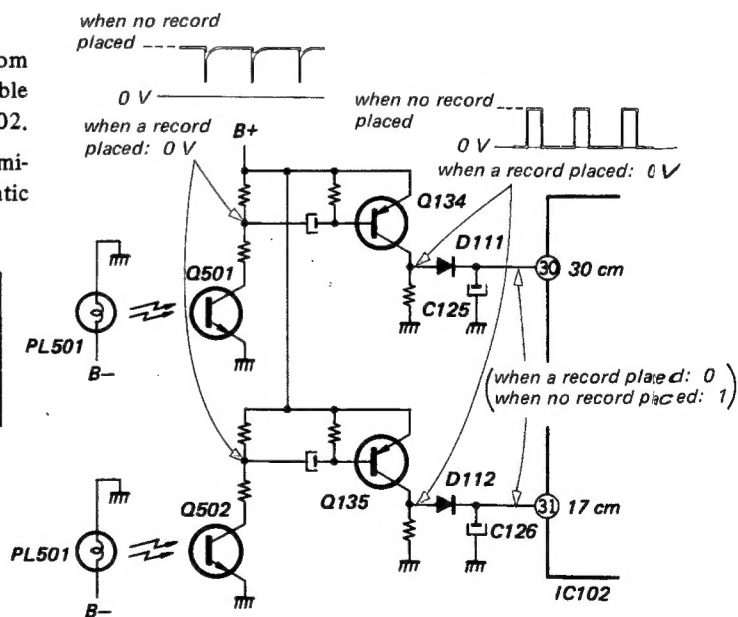 when no record
placed
0 V
om
ble
02.
mi-
tic
when a record
placed: 0 V
B+
when no record
placed
0 V
when a record placed: 0 V
Q134
D111
30
30 cm
C125
Q501
PL501
B–
(when a record placed: 0
when no record placed: 1)
Q135
D112
31
17 cm
C126
Q502
PL501
B–
IC102